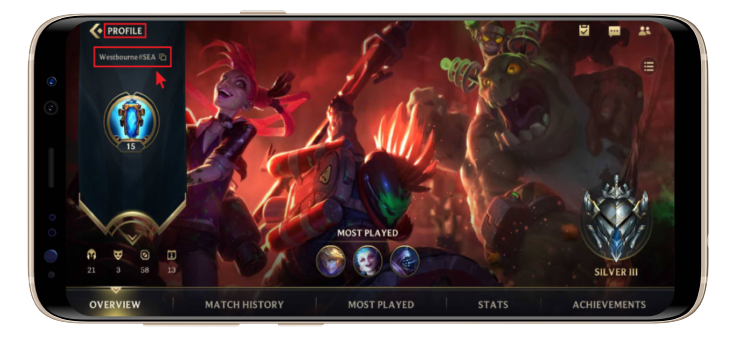 PROFILE
Westbourne #SEA
15
MOST PLAYED
21 3 58 13
SILVER III
OVERVIEW MATCH HISTORY MOST PLAYED STATS ACHIEVEMENTS